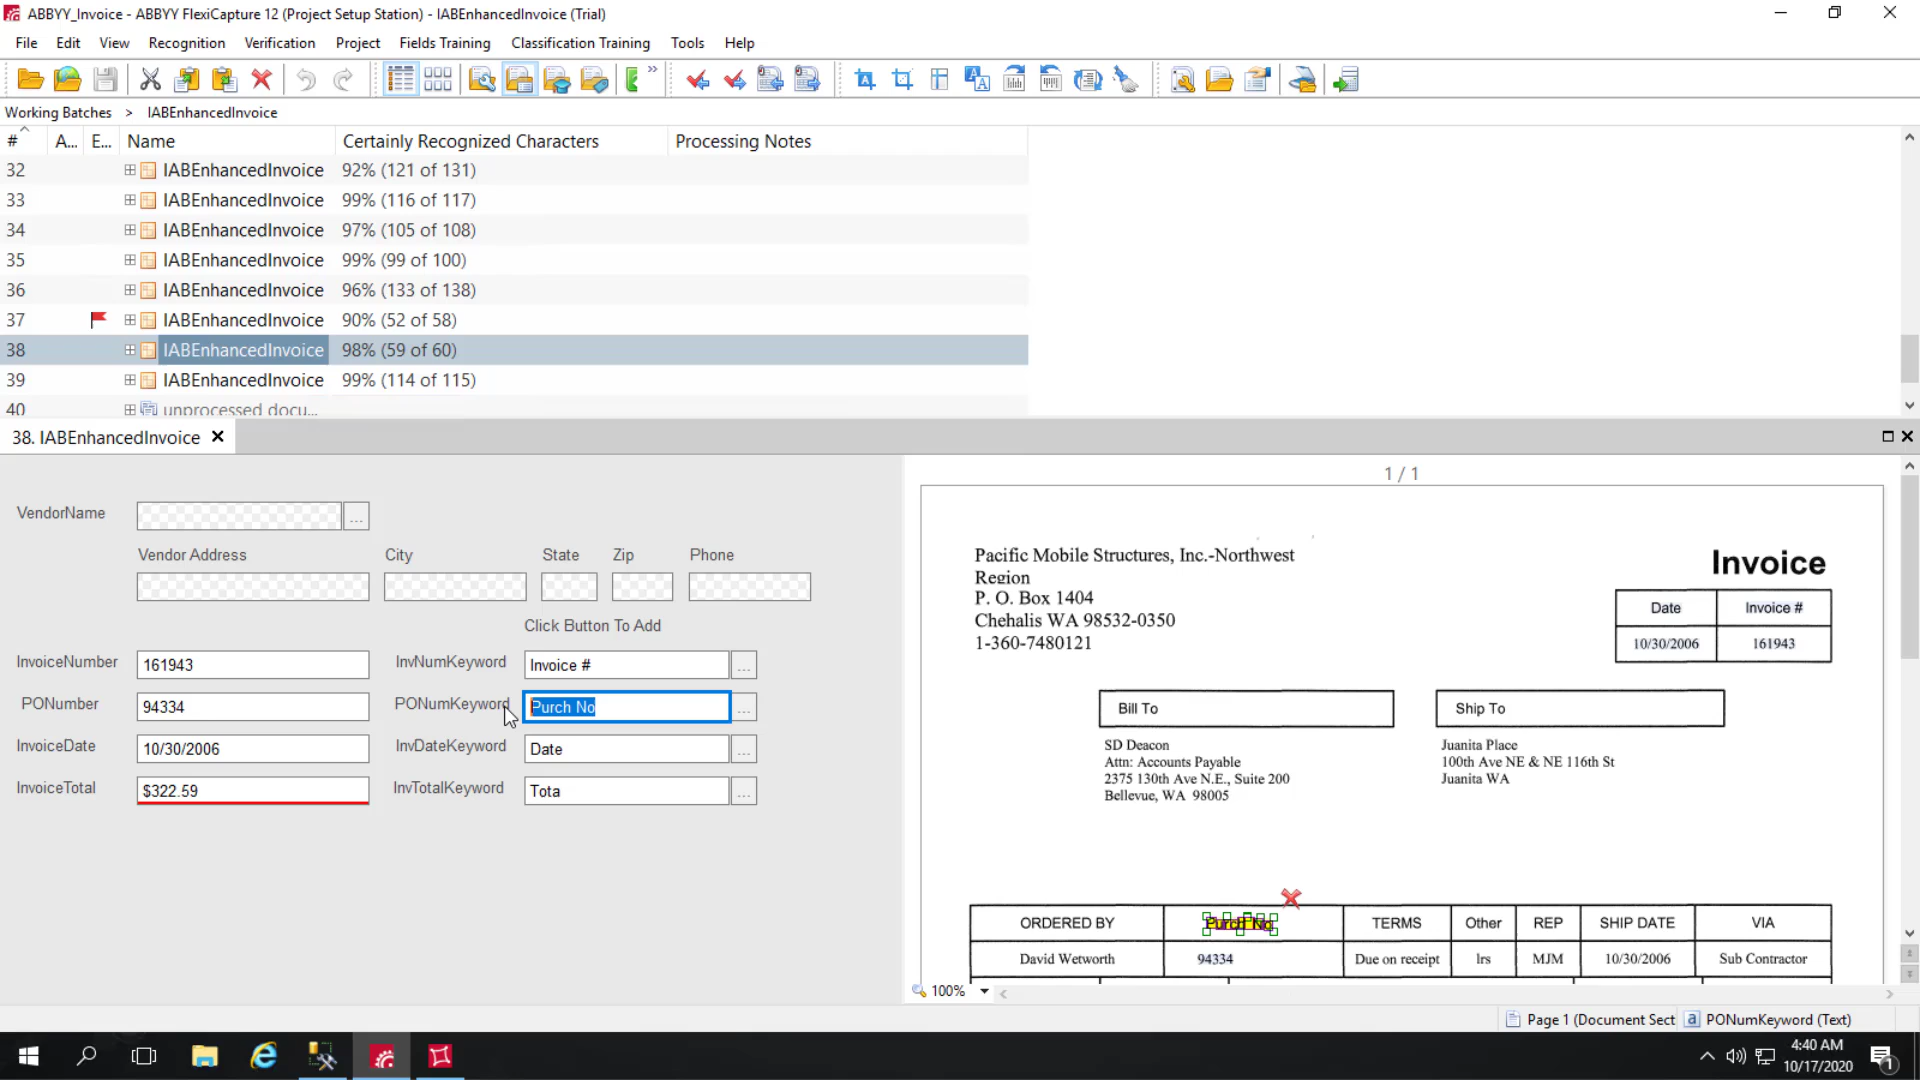 ABBYY_Invoice - ABBYY FlexiCapture 12 (Project Setup Station) - IABEnhancedInvoice (Trial)
File Edit View Recognition Verification Project Fields Training Classification Training Tools Help
Working Batches > IABEnhancedInvoice
# A... E... Name Certainly Recognized Characters Processing Notes
32 IABEnhancedInvoice 92% (121 of 131)
33 IABEnhancedInvoice 99% (116 of 117)
34 IABEnhancedInvoice 97% (105 of 108)
35 IABEnhancedInvoice 99% (99 of 100)
36 IABEnhancedInvoice 96% (133 of 138)
37 IABEnhancedInvoice 90% (52 of 58)
38 IABEnhancedInvoice 98% (59 of 60)
39 IABEnhancedInvoice 99% (114 of 115)
40 unprocessed docu...
38. IABEnhancedInvoice
VendorName ...
Vendor Address City State Zip Phone
Click Button To Add
InvoiceNumber 161943 InvNumKeyword Invoice # ...
PONumber 94334 PONumKeyword Purch No ...
InvoiceDate 10/30/2006 InvDateKeyword Date ...
InvoiceTotal $322.59 InvTotalKeyword Tota ...
1 / 1
Pacific Mobile Structures, Inc.-Northwest
Region
P. O. Box 1404
Chehalis WA 98532-0350
1-360-7480121
Invoice
Date Invoice #
10/30/2006 161943
Bill To
SD Deacon
Attn: Accounts Payable
2375 130th Ave N.E., Suite 200
Bellevue, WA 98005
Ship To
Juanita Place
100th Ave NE & NE 116th St
Juanita WA
ORDERED BY Purch No TERMS Other REP SHIP DATE VIA
David Wetworth 94334 Due on receipt lrs MJM 10/30/2006 Sub Contractor
100%
Page 1 (Document Sect PONumKeyword (Text)
4:40 AM
10/17/2020
1